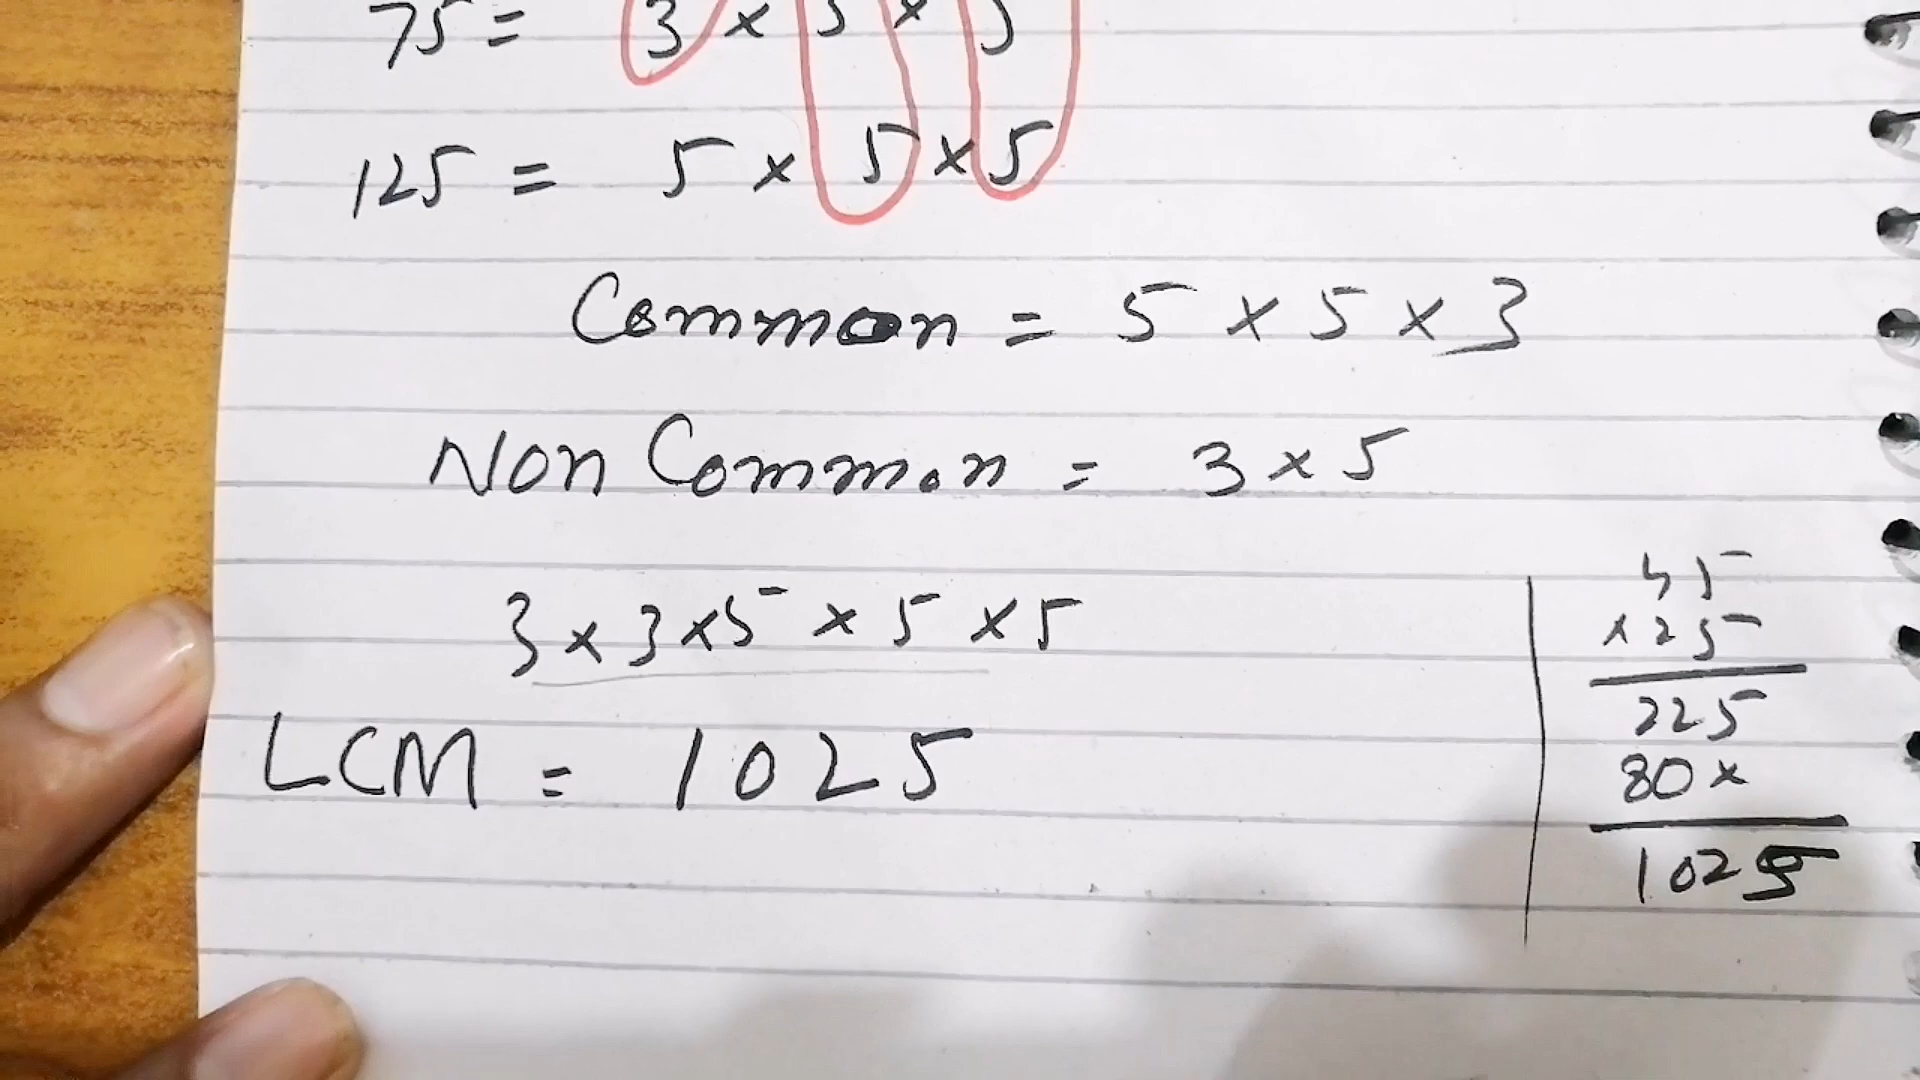 75 = 3 x 5 x 5
125 = 5 x 5 x 5
Common = 5 x 5 x 3
Non Common = 3 x 5
3 x 3 x 5 x 5 x 5
LCM = 1025
45
x 25
225
80 x
1025